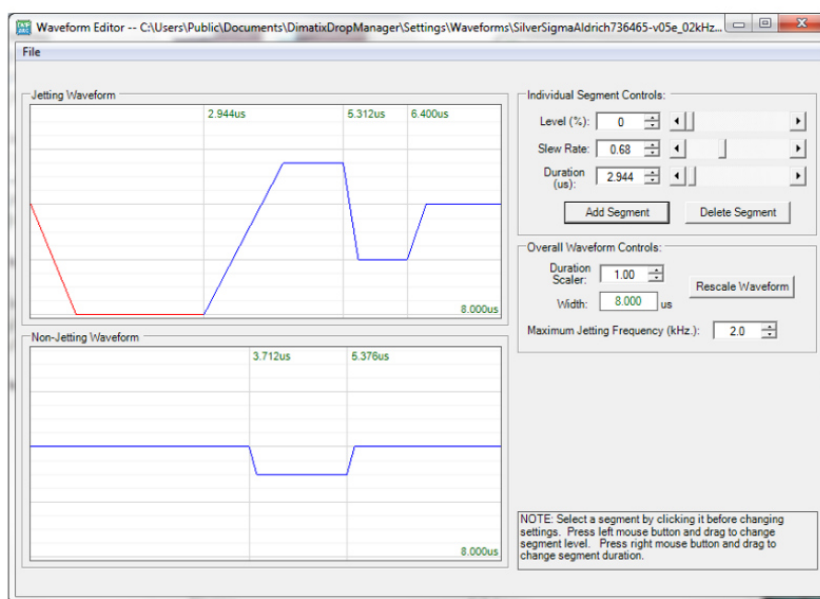 Waveform Editor -- C:\Users\Public\Documents\DimatixDropManager\Settings\Waveforms\SilverSigmaAldrich736465-v05e_02kHz...
File
Jetting Waveform
2.944us
5.312us
6.400us
8.000us
Non-Jetting Waveform
3.712us
5.376us
8.000us
Individual Segment Controls:
Level (%): 0
Slew Rate: 0.68
Duration
(us): 2.944
Add Segment
Delete Segment
Overall Waveform Controls:
Duration
Scaler: 1.00
Rescale Waveform
Width: 8.000 us
Maximum Jetting Frequency (kHz.): 2.0
NOTE: Select a segment by clicking it before changing
settings. Press left mouse button and drag to change
segment level. Press right mouse button and drag to
change segment duration.